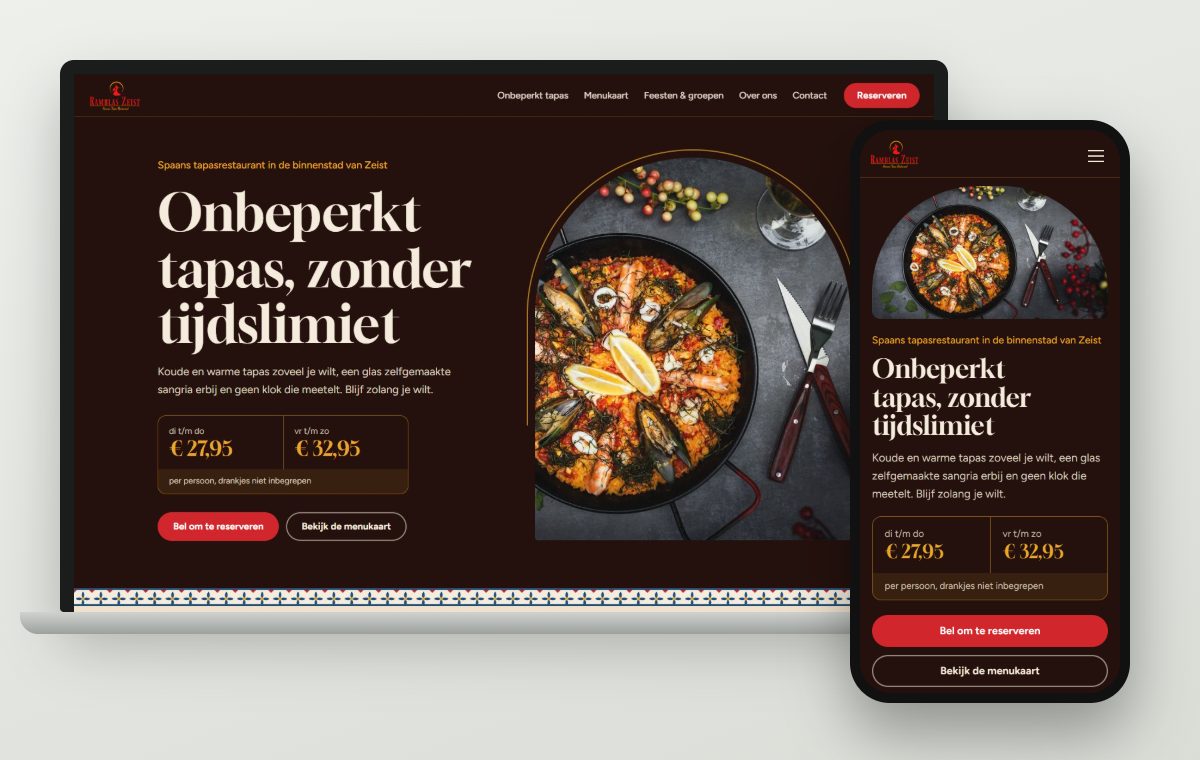 RAMBLAS ZEIST
Onbeperkt tapas Menukaart Feesten & groepen Over ons Contact Reserveren
Spaans tapasrestaurant in de binnenstad van Zeist
Onbeperkt
tapas, zonder
tijdslimiet
Koude en warme tapas zoveel je wilt, een glas zelfgemaakte
sangria erbij en geen klok die meetelt. Blijf zolang je wilt.
di t/m do vr t/m zo
€ 27,95 € 32,95
per persoon, drankjes niet inbegrepen
Bel om te reserveren Bekijk de menukaart
RAMBLAS ZEIST
Spaans tapasrestaurant in de binnenstad van Zeist
Onbeperkt
tapas, zonder
tijdslimiet
Koude en warme tapas zoveel je wilt, een glas
zelfgemaakte sangria erbij en geen klok die
meetelt. Blijf zolang je wilt.
di t/m do vr t/m zo
€ 27,95 € 32,95
per persoon, drankjes niet inbegrepen
Bel om te reserveren
Bekijk de menukaart